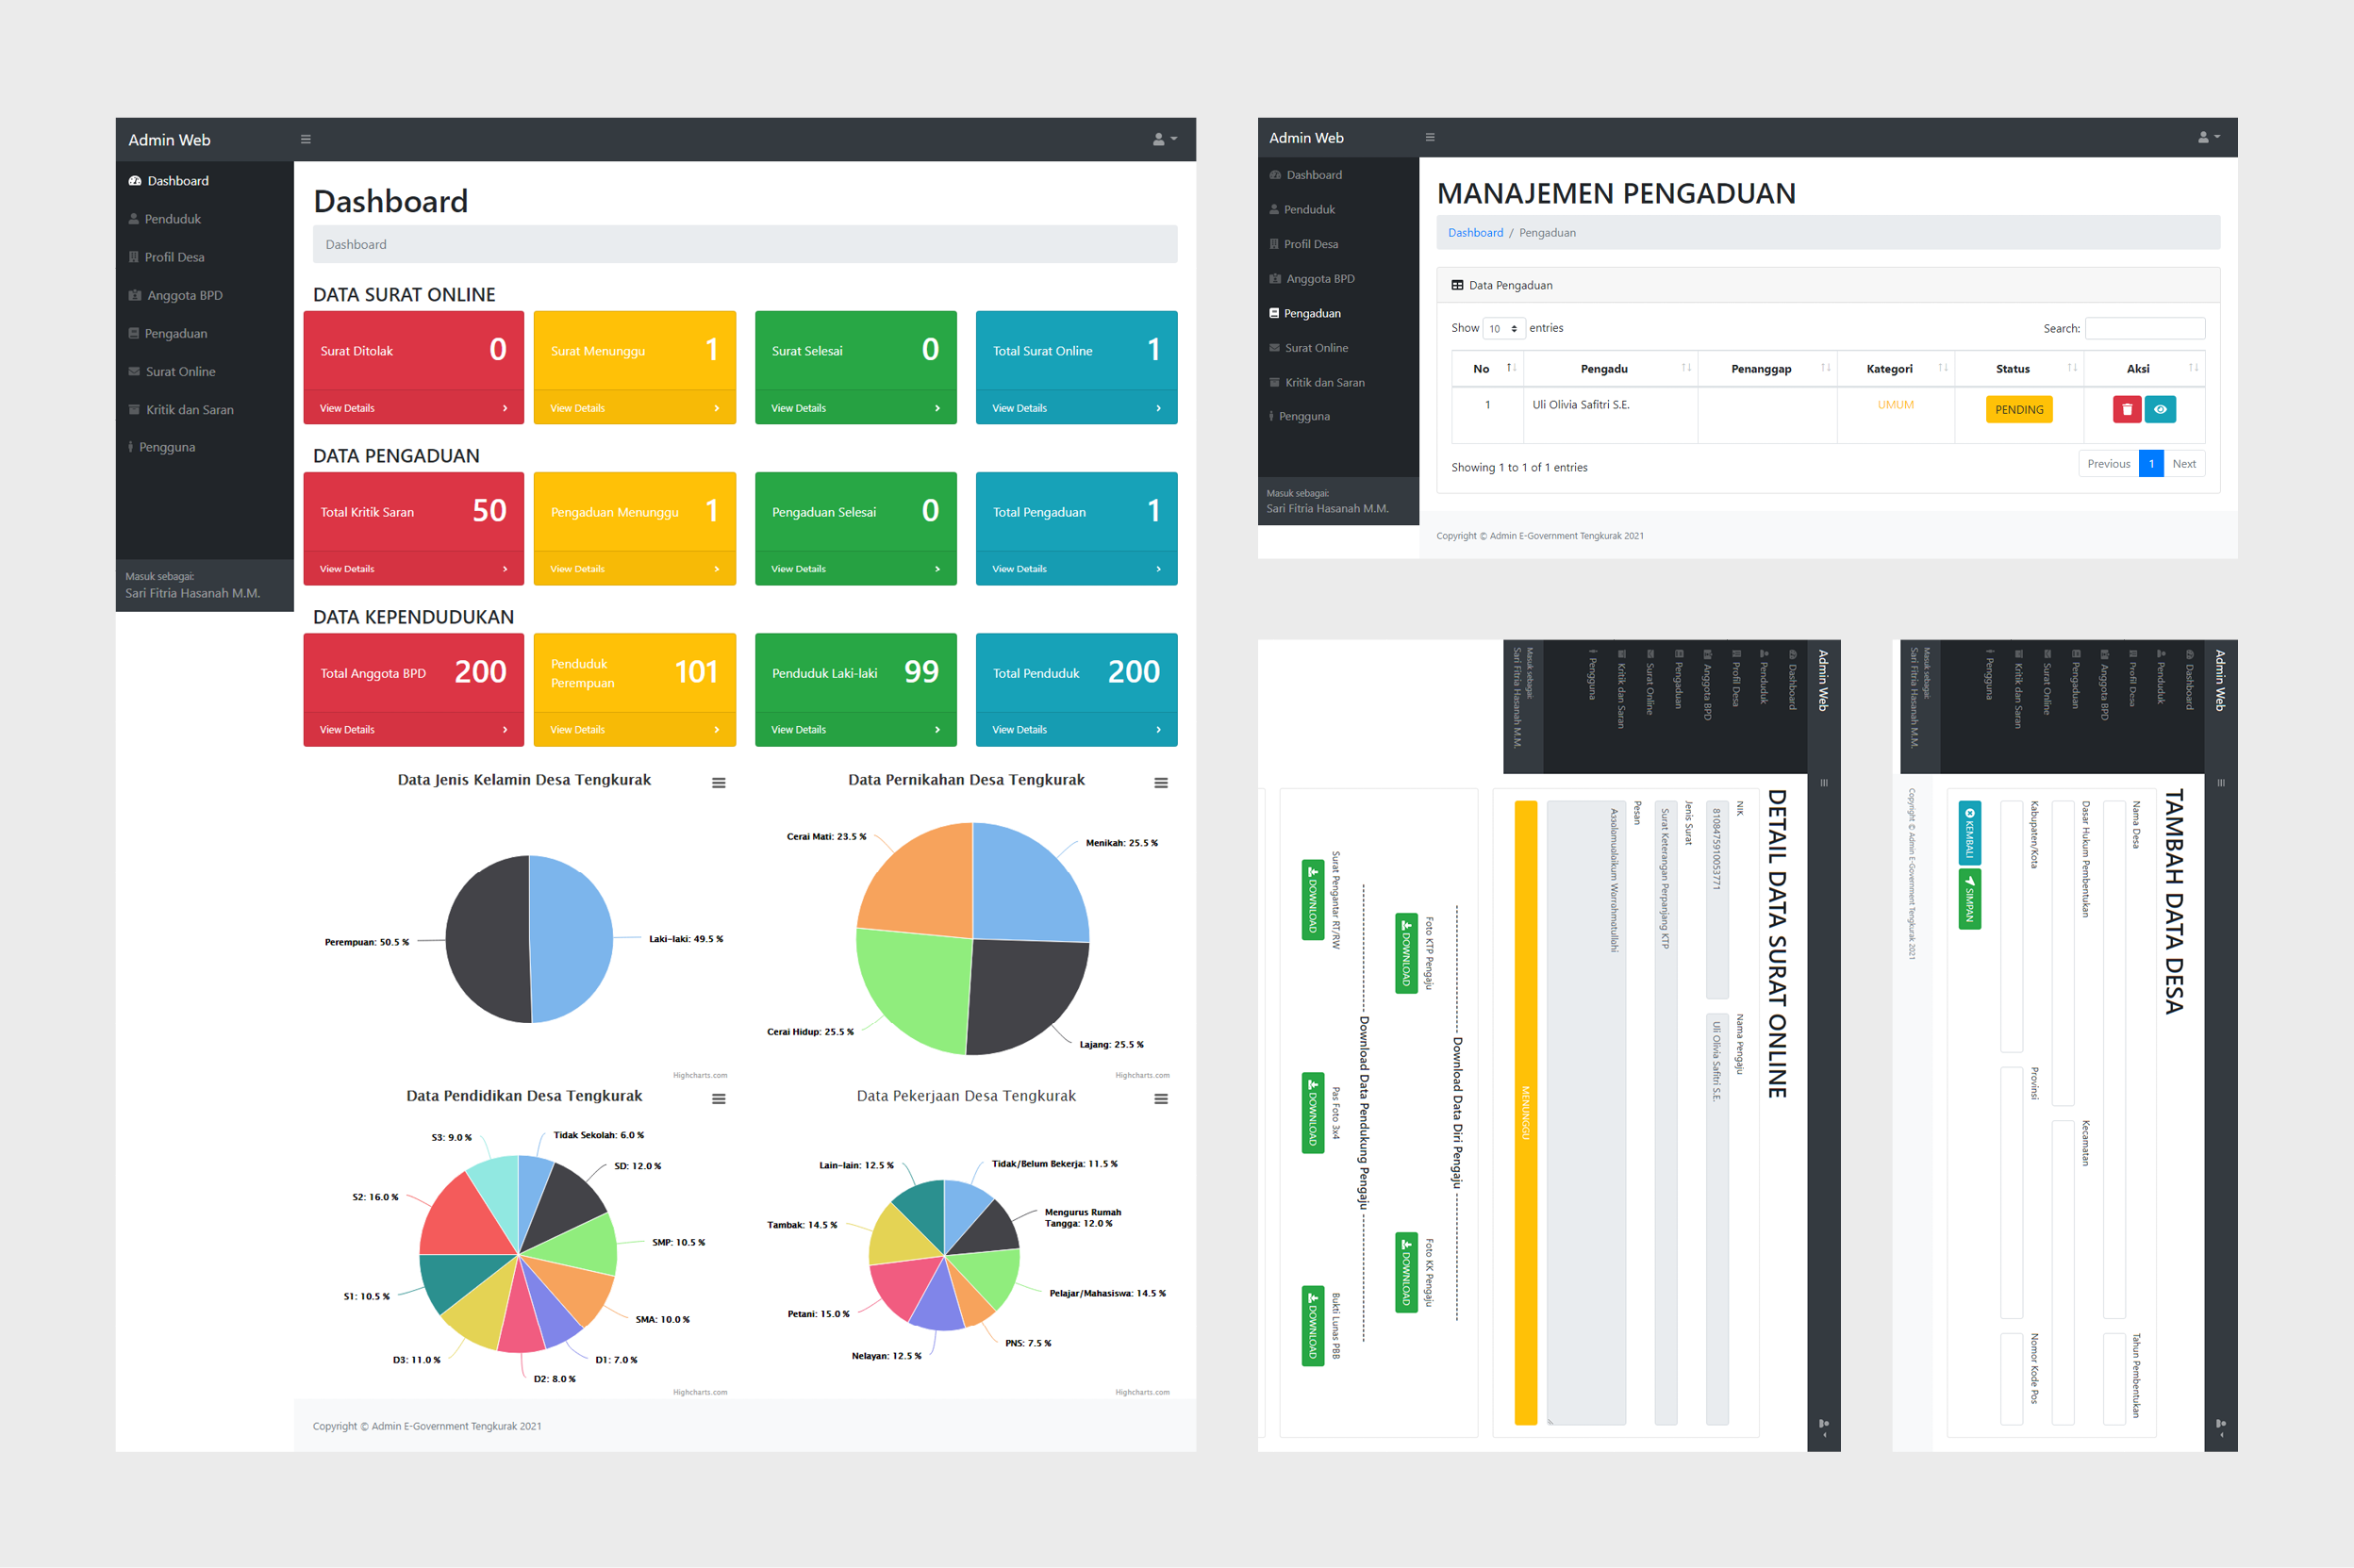 Admin Web
Dashboard
Penduduk
Profil Desa
Anggota BPD
Pengaduan
Surat Online
Kritik dan Saran
Pengguna
Masuk sebagai:
Sari Fitria Hasanah M.M.
Dashboard
Dashboard
DATA SURAT ONLINE
Surat Ditolak 0
View Details
Surat Menunggu 1
View Details
Surat Selesai 0
View Details
Total Surat Online 1
View Details
DATA PENGADUAN
Total Kritik Saran 50
View Details
Pengaduan Menunggu 1
View Details
Pengaduan Selesai 0
View Details
Total Pengaduan 1
View Details
DATA KEPENDUDUKAN
Total Anggota BPD 200
View Details
Penduduk
Perempuan 101
View Details
Penduduk Laki-laki 99
View Details
Total Penduduk 200
View Details
Data Jenis Kelamin Desa Tengkurak
Perempuan: 50.5 %
Laki-laki: 49.5 %
Highcharts.com
Data Pernikahan Desa Tengkurak
Cerai Mati: 23.5 %
Menikah: 25.5 %
Cerai Hidup: 25.5 %
Lajang: 25.5 %
Highcharts.com
Data Pendidikan Desa Tengkurak
S3: 9.0 %
Tidak Sekolah: 6.0 %
SD: 12.0 %
S2: 16.0 %
SMP: 10.5 %
S1: 10.5 %
SMA: 10.0 %
D3: 11.0 %
D1: 7.0 %
D2: 8.0 %
Highcharts.com
Data Pekerjaan Desa Tengkurak
Lain-lain: 12.5 %
Tidak/Belum Bekerja: 11.5 %
Mengurus Rumah
Tangga: 12.0 %
Tambak: 14.5 %
Pelajar/Mahasiswa: 14.5 %
Petani: 15.0 %
PNS: 7.5 %
Nelayan: 12.5 %
Highcharts.com
Copyright © Admin E-Government Tengkurak 2021
Admin Web
Dashboard
Penduduk
Profil Desa
Anggota BPD
Pengaduan
Surat Online
Kritik dan Saran
Pengguna
Masuk sebagai:
Sari Fitria Hasanah M.M.
MANAJEMEN PENGADUAN
Dashboard / Pengaduan
Data Pengaduan
Show 10 entries
Search:
No Pengadu Penanggap Kategori Status Aksi
1 Uli Olivia Safitri S.E. UMUM PENDING
Showing 1 to 1 of 1 entries
Previous 1 Next
Copyright © Admin E-Government Tengkurak 2021
Admin Web
Dashboard
Penduduk
Profil Desa
Anggota BPD
Pengaduan
Surat Online
Kritik dan Saran
Pengguna
Masuk sebagai:
Sari Fitria Hasanah M.M.
DETAIL DATA SURAT ONLINE
NIK
8108475910053771
Nama Pengaju
Uli Olivia Safitri S.E.
Jenis Surat
Surat Keterangan Perpanjang KTP
Pesan
Assalamualaikum Warrahmatullahi
MENUNGGU
Download Data Diri Pengaju
Foto KTP Pengaju
DOWNLOAD
Foto KK Pengaju
DOWNLOAD
Download Data Pendukung Pengaju
Surat Pengantar RT/RW
DOWNLOAD
Pas Foto 3x4
DOWNLOAD
Bukti Lunas PBB
DOWNLOAD
Admin Web
Dashboard
Penduduk
Profil Desa
Anggota BPD
Pengaduan
Surat Online
Kritik dan Saran
Pengguna
Masuk sebagai:
Sari Fitria Hasanah M.M.
TAMBAH DATA DESA
Nama Desa
Tahun Pembentukan
Dasar Hukum Pembentukan
Kecamatan
Kabupaten/Kota
Provinsi
Nomor Kode Pos
KEMBALI
SIMPAN
Copyright © Admin E-Government Tengkurak 2021